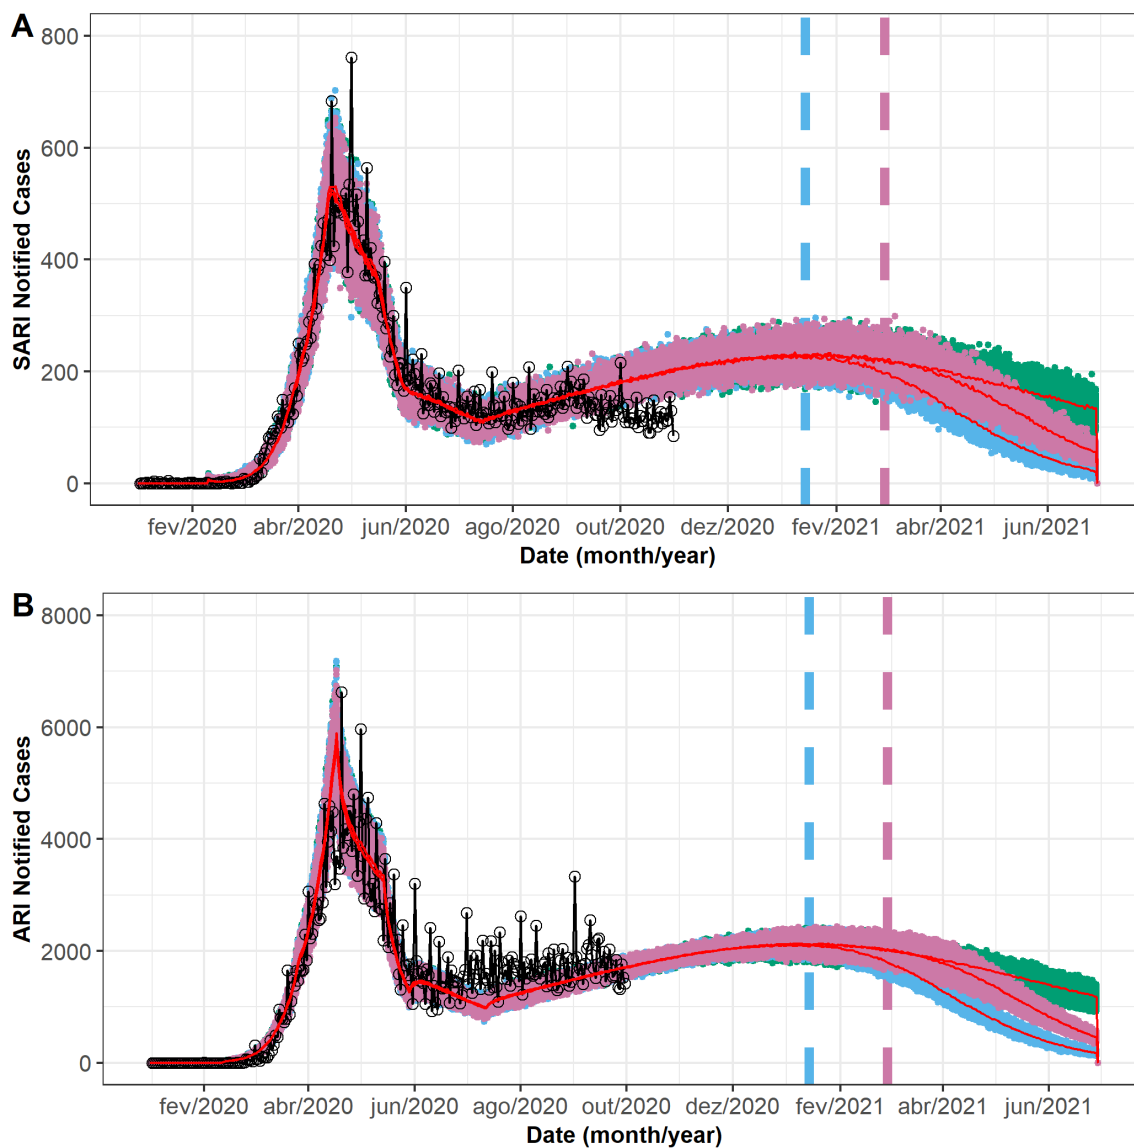 A
SARI Notified Cases
800
600
400
200
0
fev/2020 abr/2020 jun/2020 ago/2020 out/2020 dez/2020 fev/2021 abr/2021 jun/2021
Date (month/year)
B
ARI Notified Cases
8000
6000
4000
2000
0
fev/2020 abr/2020 jun/2020 ago/2020 out/2020 dez/2020 fev/2021 abr/2021 jun/2021
Date (month/year)